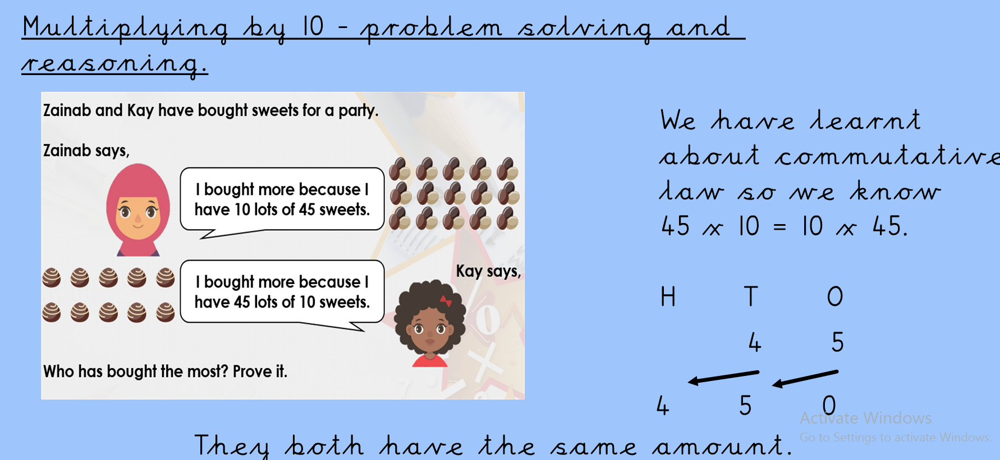 Multiplying by 10 - problem solving and
reasoning.
Zainab and Kay have bought sweets for a party.
Zainab says,
I bought more because I
have 10 lots of 45 sweets.
Kay says,
I bought more because I
have 45 lots of 10 sweets.
Who has bought the most? Prove it.
We have learnt
about commutative
law so we know
45 x 10 = 10 x 45.
H T O
4 5
4 5 0
They both have the same amount.
Activate Windows
Go to Settings to activate Windows.